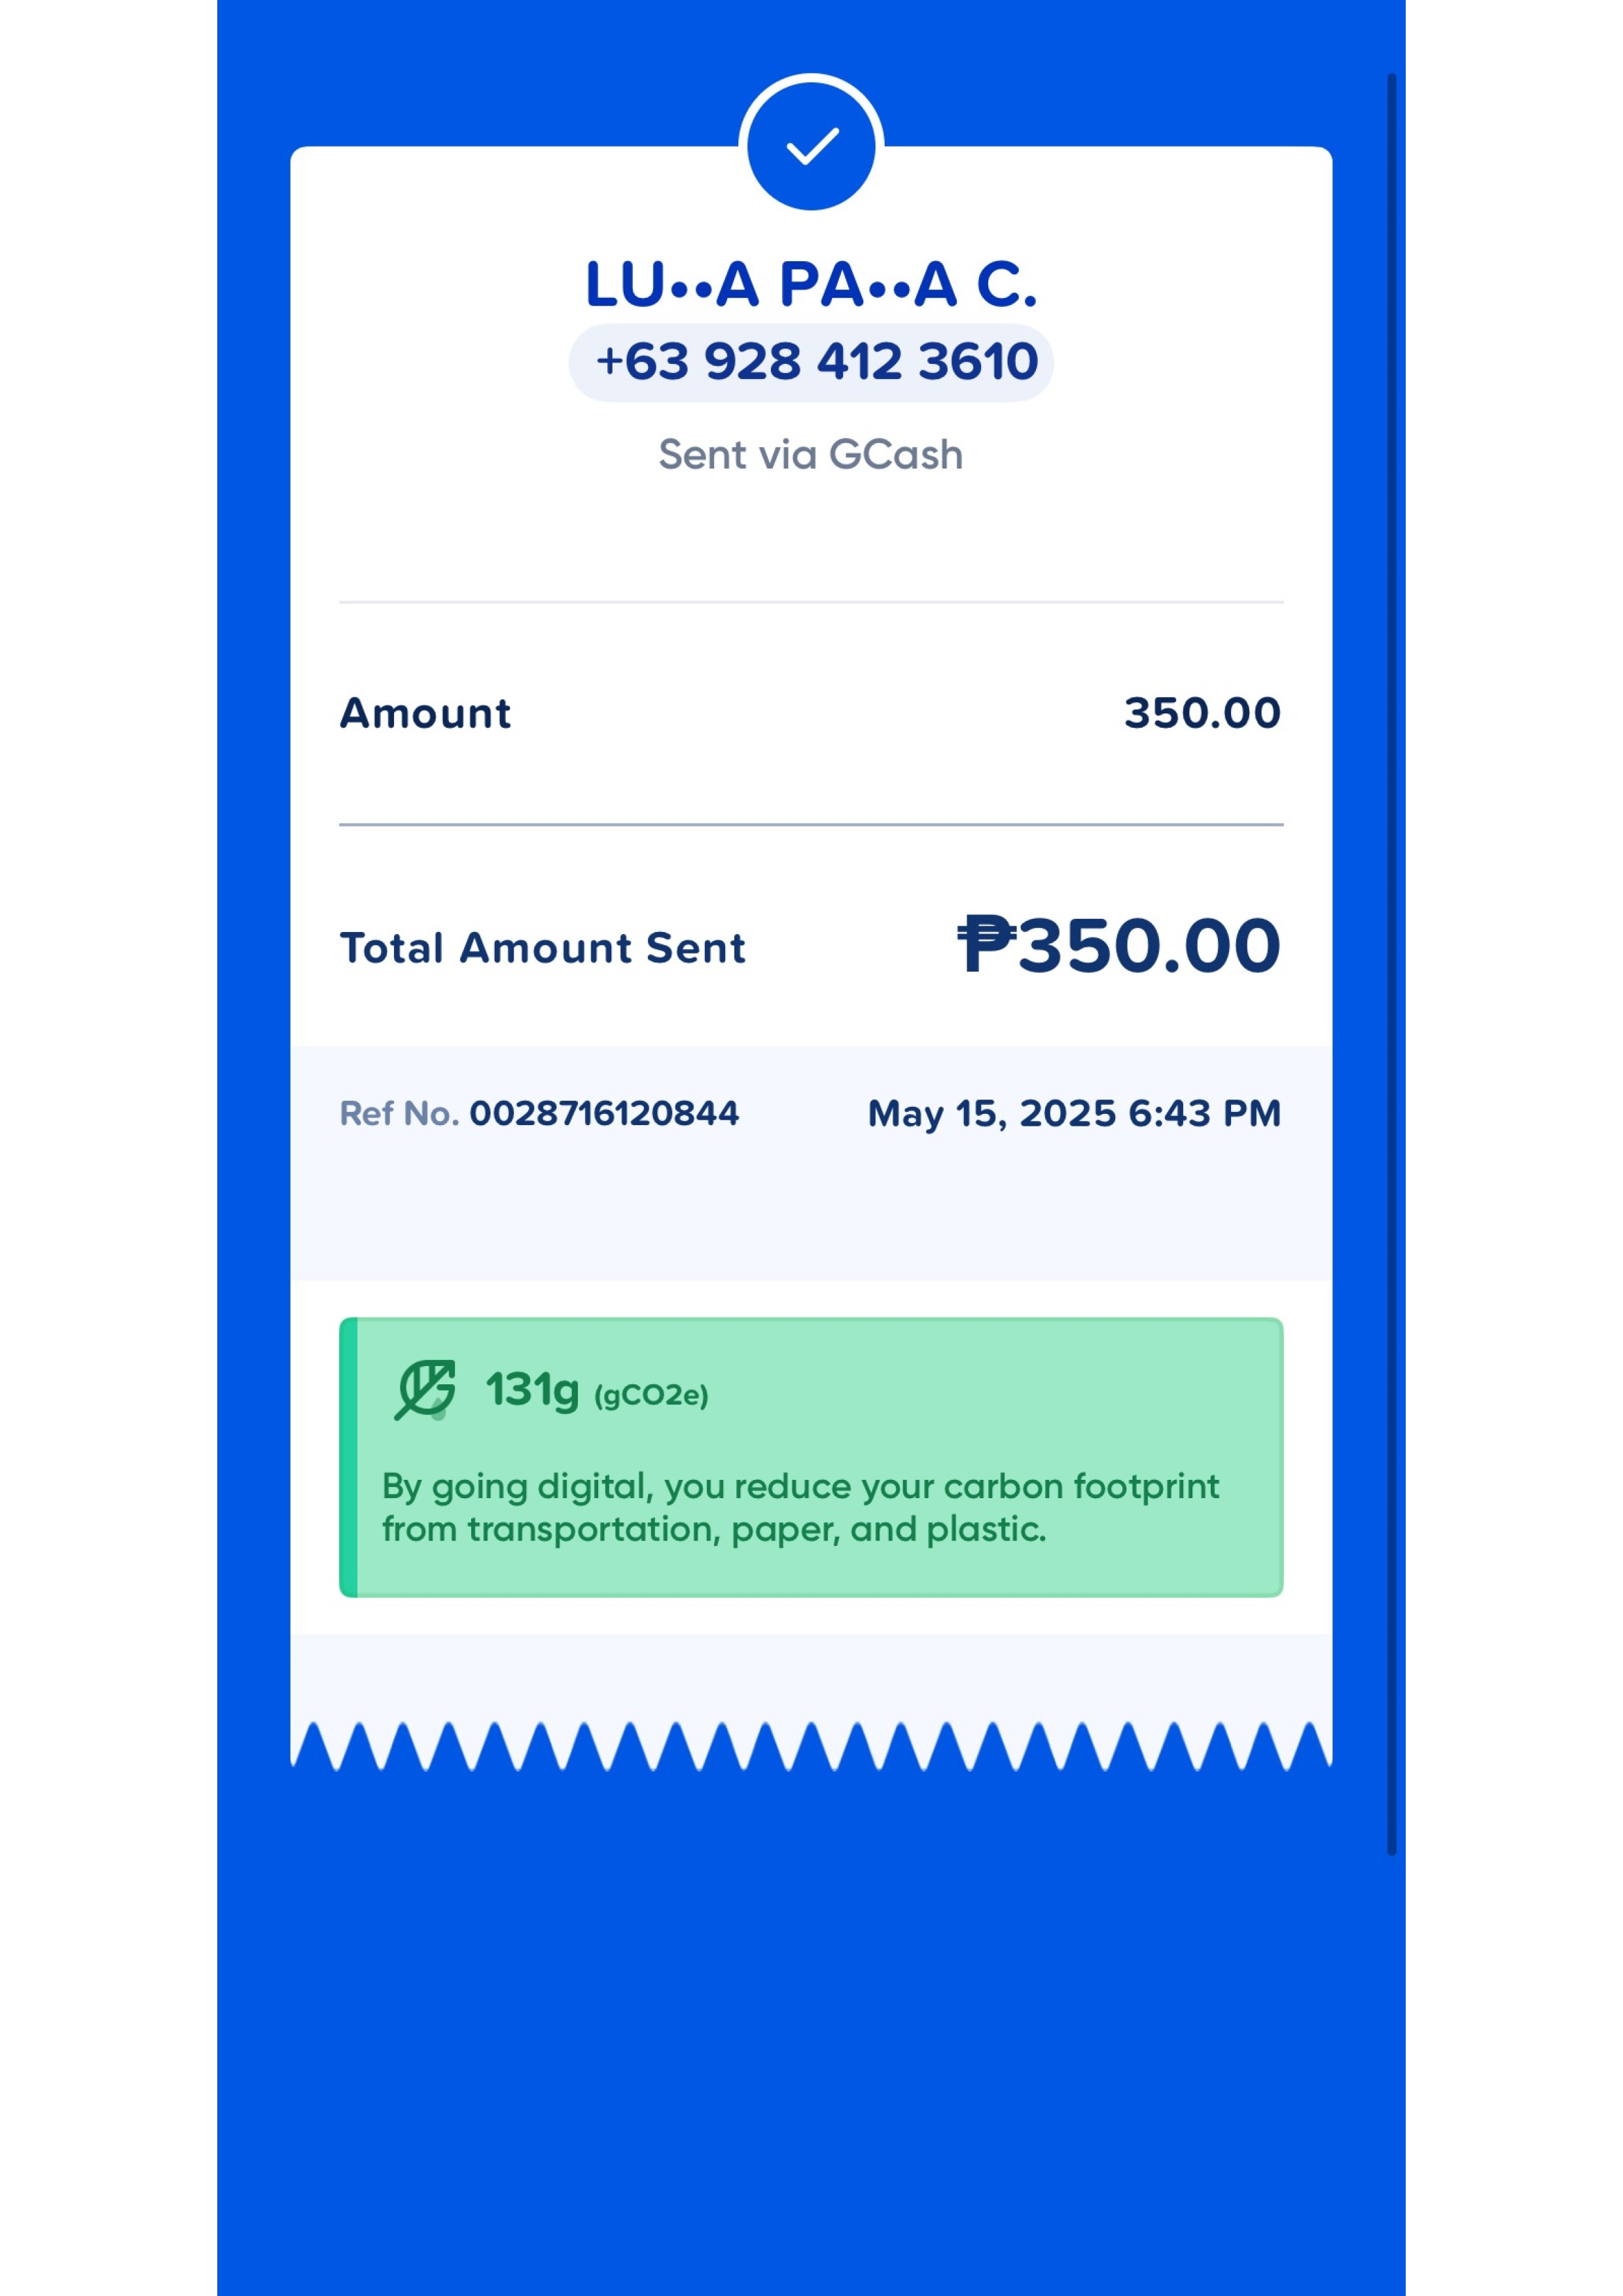 LU••A PA••A C.
+63 928 412 3610
Sent via GCash
Amount 350.00
Total Amount Sent ₱350.00
Ref No. 0028716120844 May 15, 2025 6:43 PM
131g (gCO2e)
By going digital, you reduce your carbon footprint
from transportation, paper, and plastic.